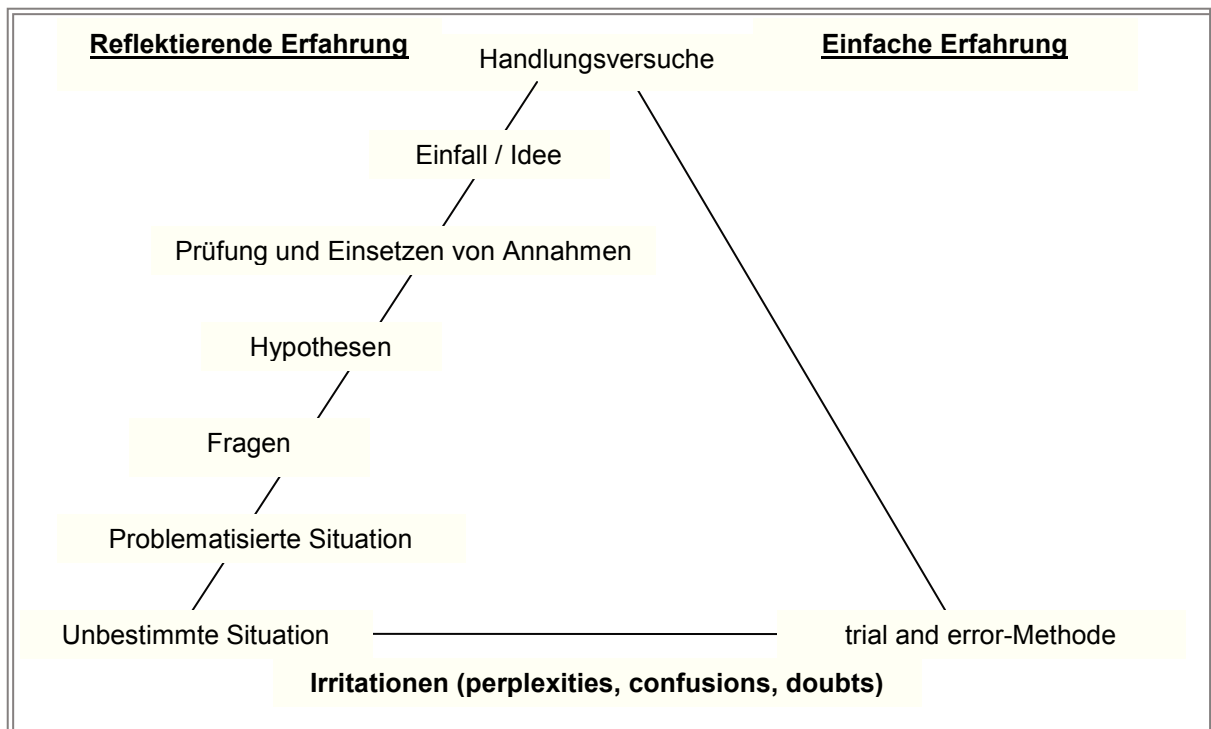 Reflektierende Erfahrung
Einfache Erfahrung
Handlungsversuche
Einfall / Idee
Prüfung und Einsetzen von Annahmen
Hypothesen
Fragen
Problematisierte Situation
Unbestimmte Situation
trial and error-Methode
Irritationen (perplexities, confusions, doubts)